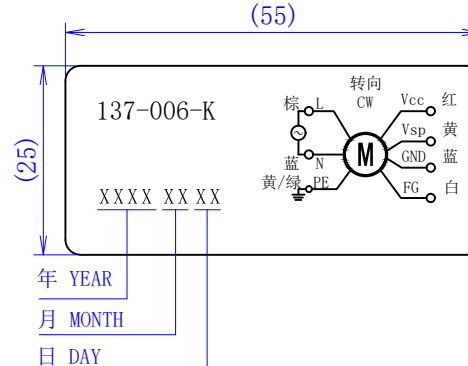 (55)
(25)
137-006-K
XXXX XX XX
转向
CW
棕 L
蓝 N
黄/绿 PE
M
Vcc 红
Vsp 黄
GND 蓝
FG 白
年 YEAR
月 MONTH
日 DAY